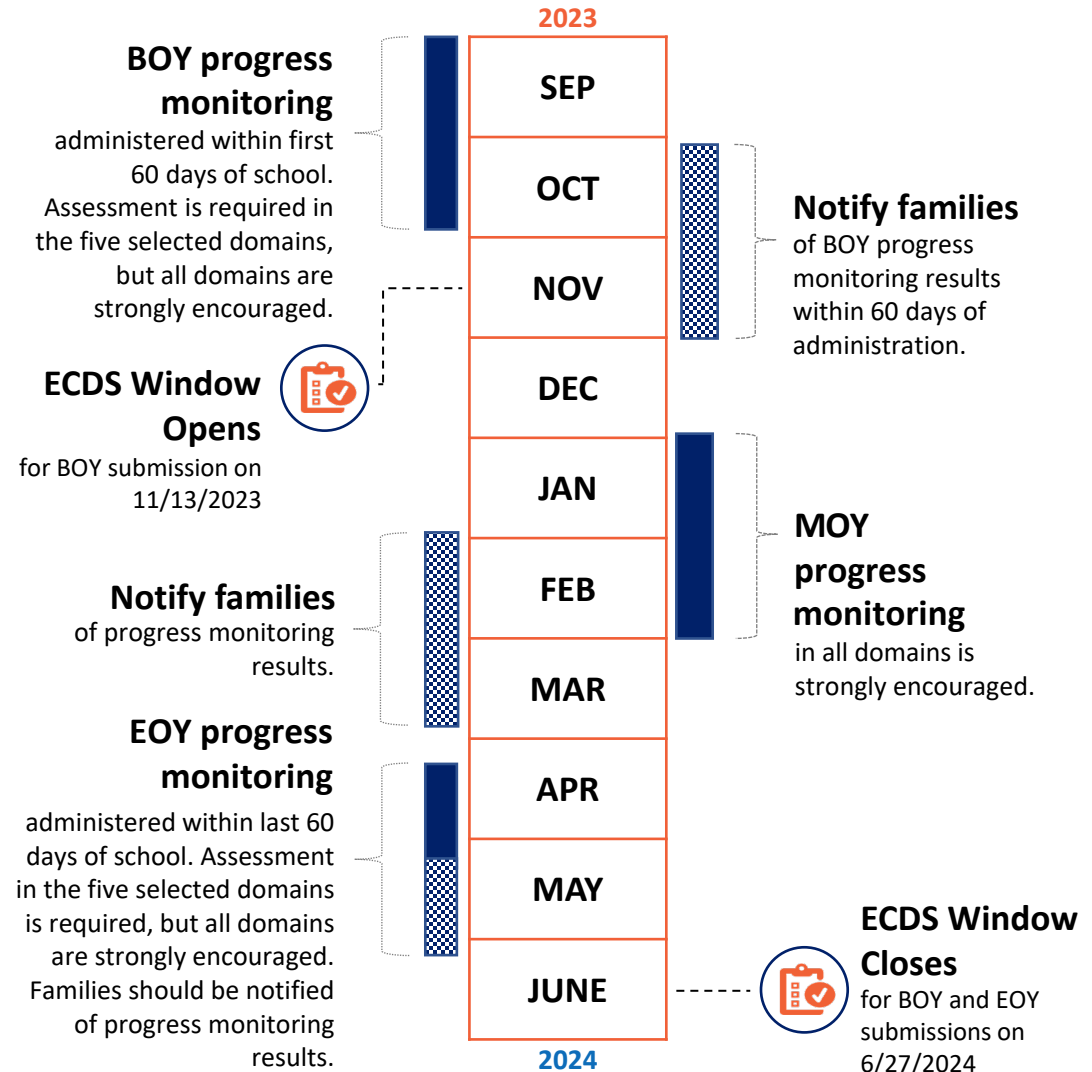 2023
BOY progress
monitoring
administered within first
60 days of school.
Assessment is required in
the five selected domains,
but all domains are
strongly encouraged.
SEP
OCT
Notify families
of BOY progress
monitoring results
within 60 days of
administration.
NOV
ECDS Window
Opens
for BOY submission on
11/13/2023
DEC
JAN
MOY
progress
monitoring
in all domains is
strongly encouraged.
FEB
Notify families
of progress monitoring
results.
MAR
EOY progress
monitoring
administered within last 60
days of school. Assessment
in the five selected domains
is required, but all domains
are strongly encouraged.
Families should be notified
of progress monitoring
results.
APR
MAY
JUNE
ECDS Window
Closes
for BOY and EOY
submissions on
6/27/2024
2024